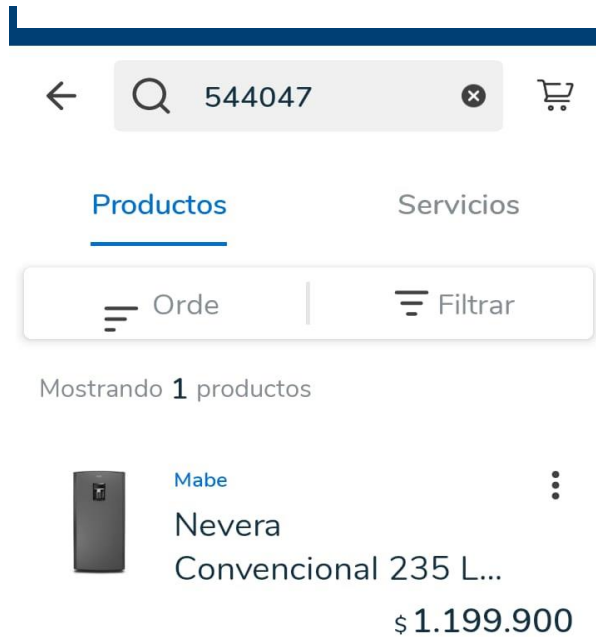 544047
Productos Servicios
Orde Filtrar
Mostrando 1 productos
Mabe
Nevera
Convencional 235 L...
$ 1.199.900